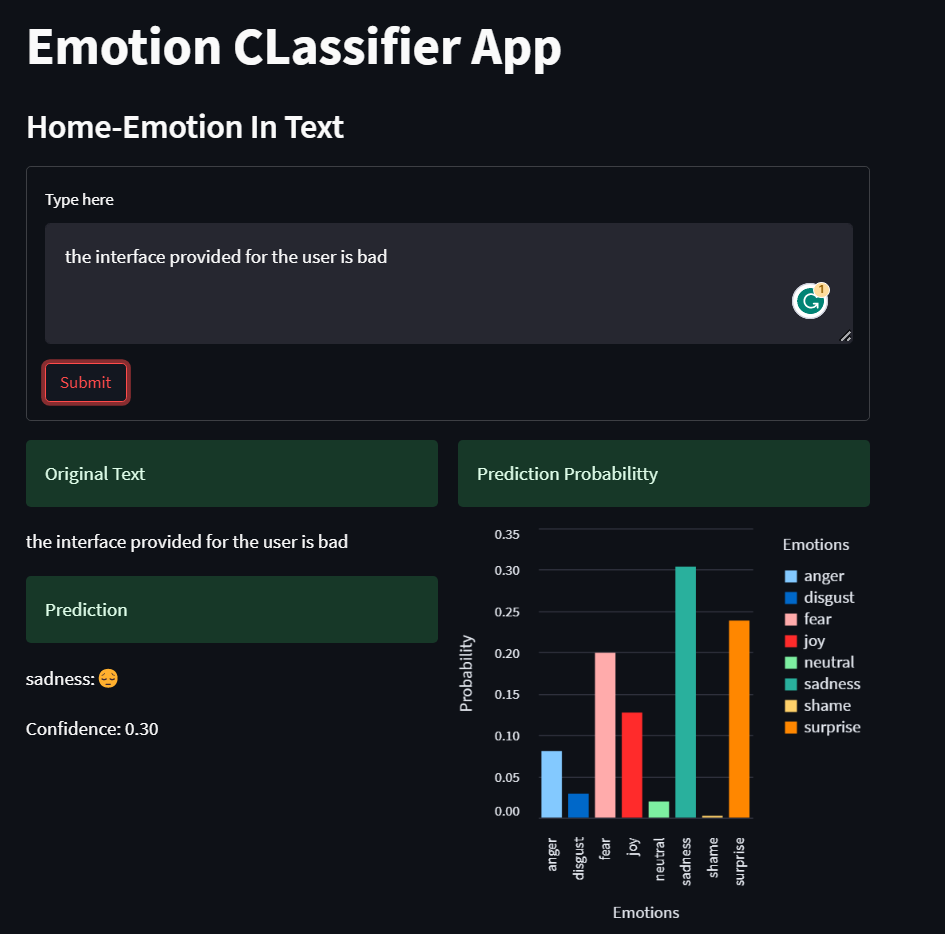 Emotion CLassifier App
Home-Emotion In Text
Type here
the interface provided for the user is bad
1
Submit
Original Text
the interface provided for the user is bad
Prediction
sadness: 😔
Confidence: 0.30
Prediction Probabilitty
0.35
0.30
0.25
0.20
0.15
0.10
0.05
0.00
Probability
anger
disgust
fear
joy
neutral
sadness
shame
surprise
Emotions
Emotions
anger
disgust
fear
joy
neutral
sadness
shame
surprise